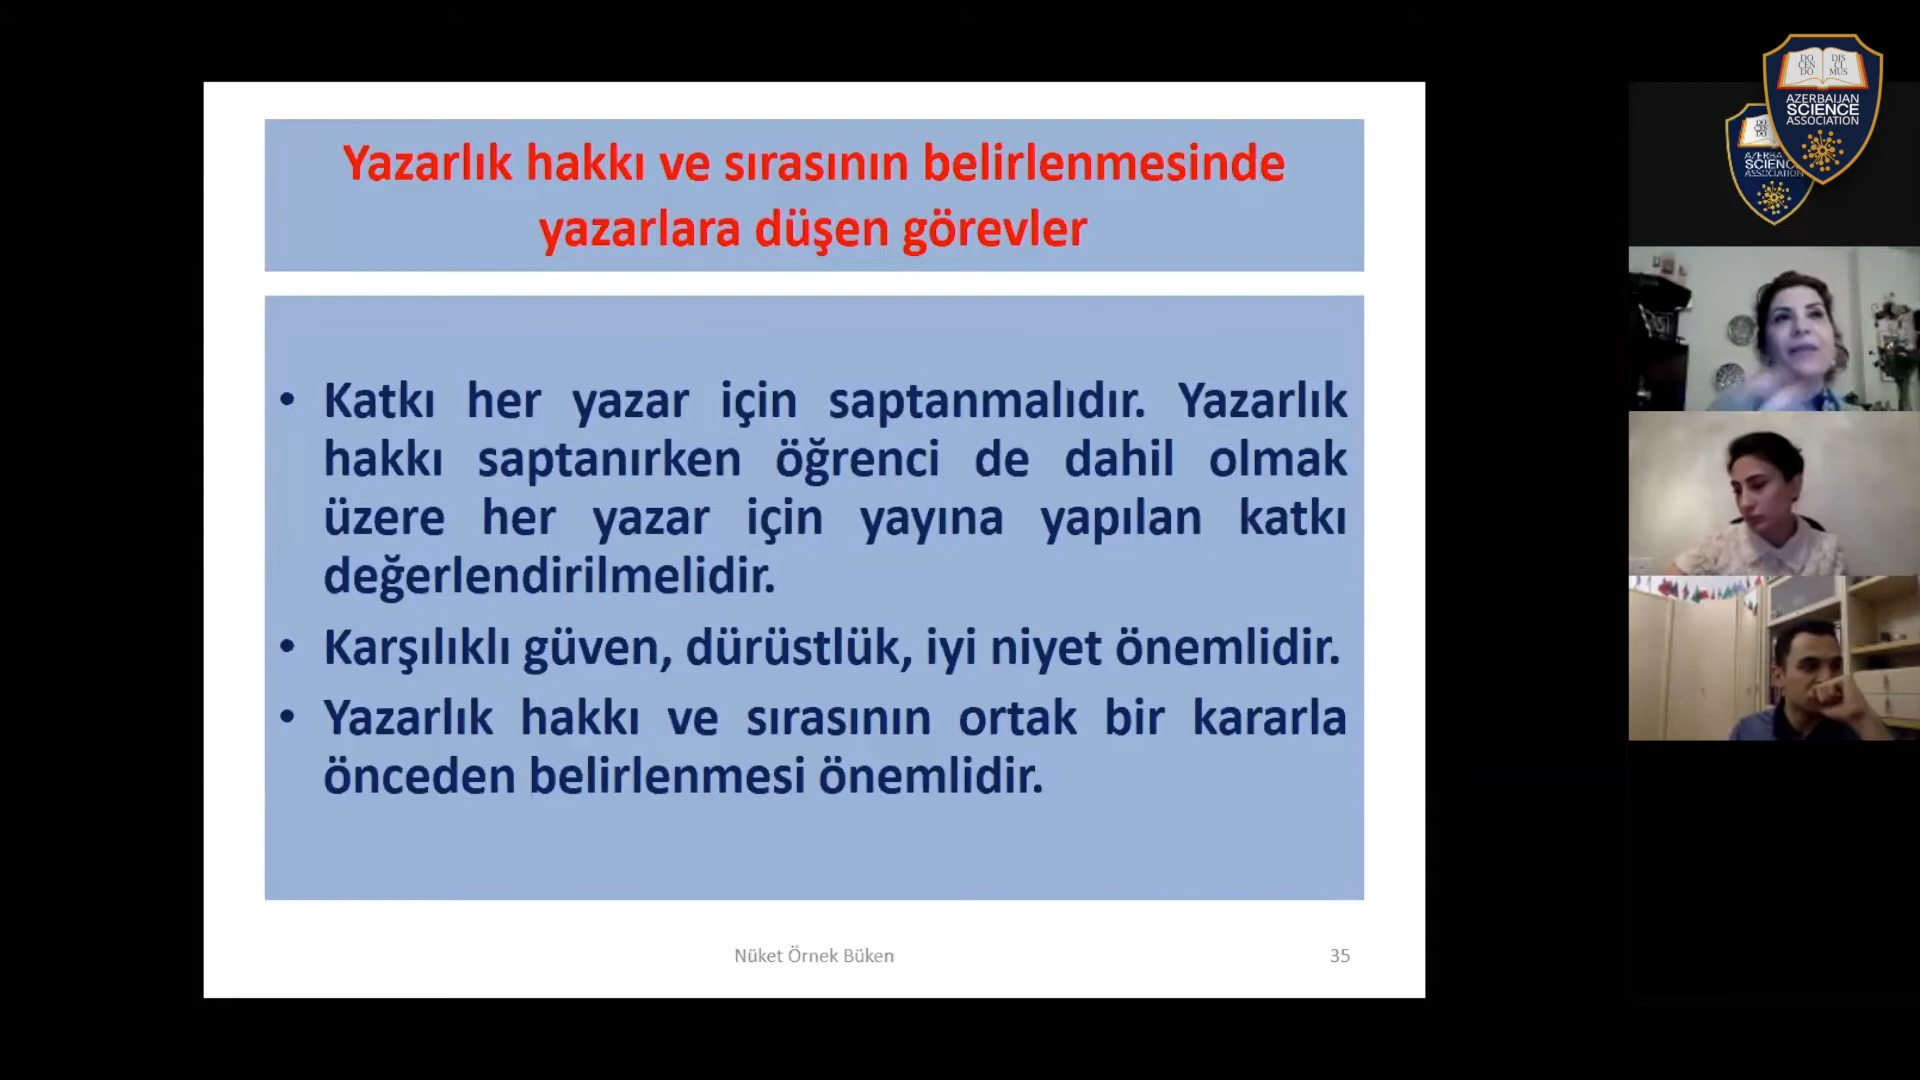 Yazarlık hakkı ve sırasının belirlenmesinde
yazarlara düşen görevler
• Katkı her yazar için saptanmalıdır. Yazarlık
hakkı saptanırken öğrenci de dahil olmak
üzere her yazar için yayına yapılan katkı
değerlendirilmelidir.
• Karşılıklı güven, dürüstlük, iyi niyet önemlidir.
• Yazarlık hakkı ve sırasının ortak bir kararla
önceden belirlenmesi önemlidir.
Nüket Örnek Büken
35
DO DIS
CEN CI
DO MUS
AZERBAIJAN
SCIENCE
ASSOCIATION
ASSOCIATION